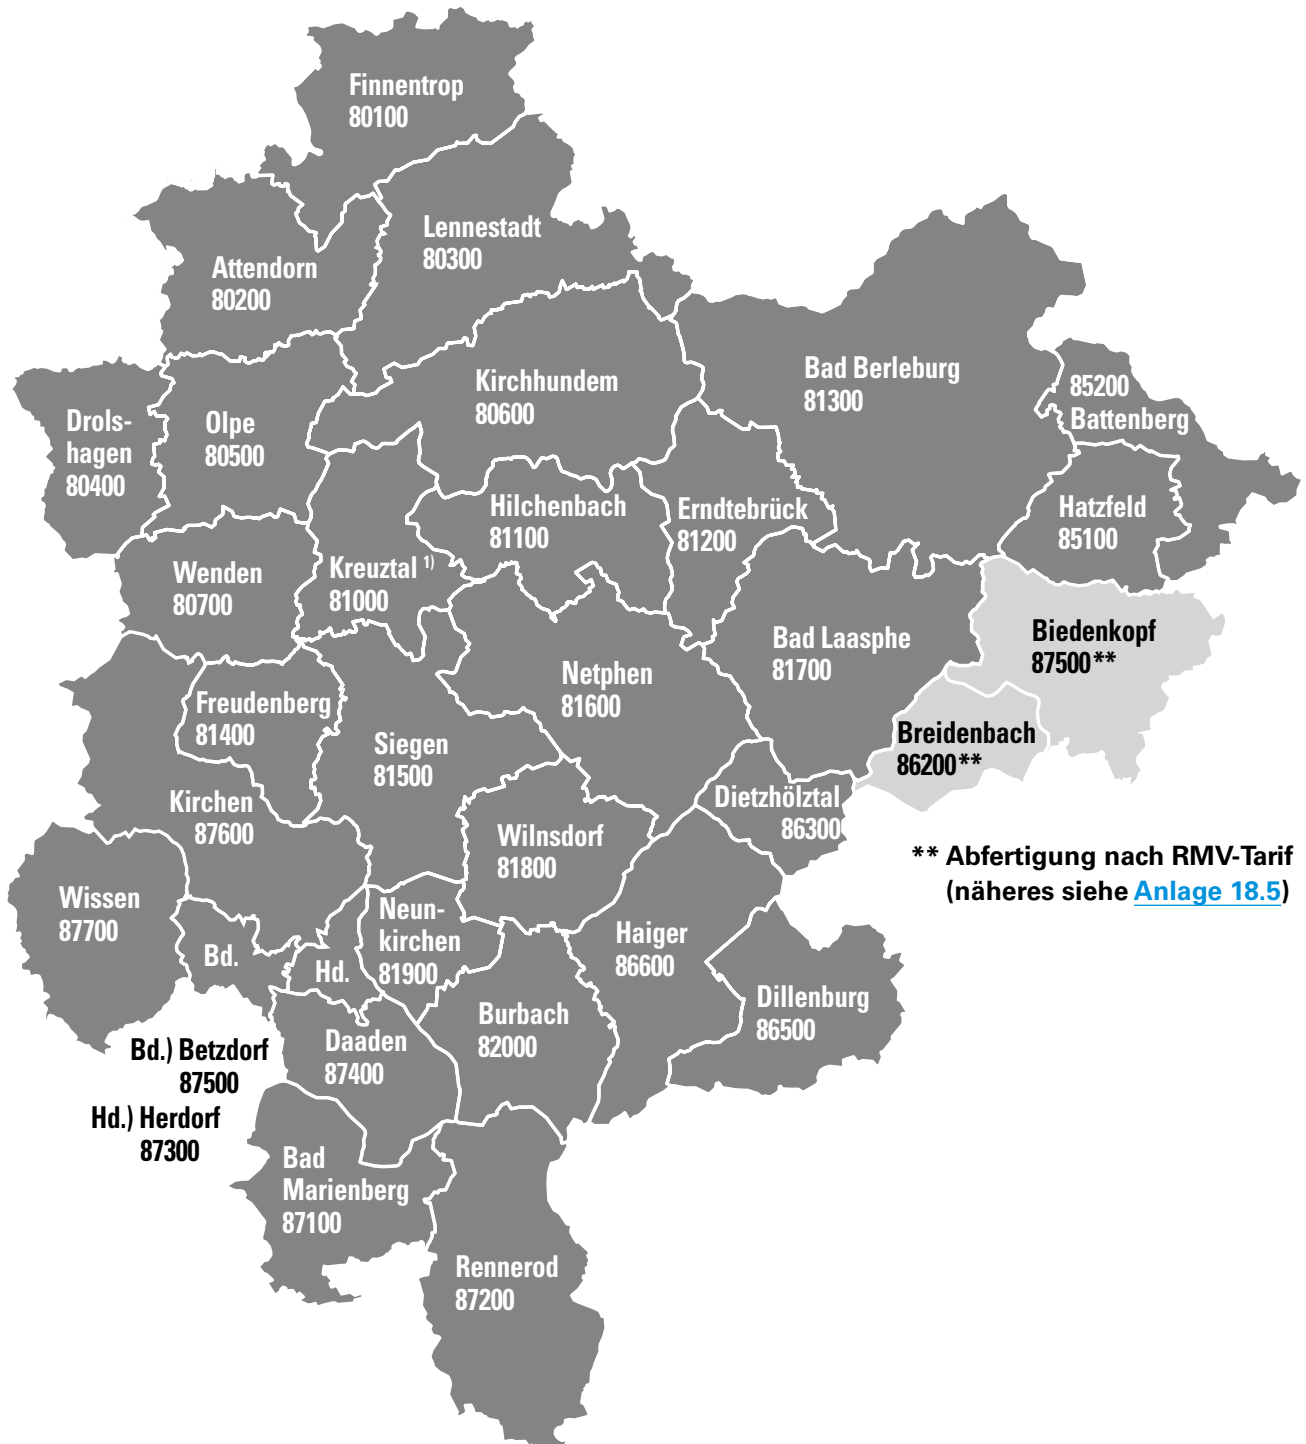 Finnentrop
80100
Lennestadt
80300
Attendorn
80200
Bad Berleburg
81300
85200
Battenberg
Kirchhundem
80600
Drols-
hagen
80400
Olpe
80500
Hilchenbach
81100
Erndtebrück
81200
Hatzfeld
85100
Wenden
80700
Kreuztal 1)
81000
Bad Laasphe
81700
Biedenkopf
87500**
Netphen
81600
Freudenberg
81400
Siegen
81500
Breidenbach
86200**
Dietzhölztal
86300
Kirchen
87600
Wilnsdorf
81800
** Abfertigung nach RMV-Tarif
(näheres siehe Anlage 18.5)
Wissen
87700
Neun-
kirchen
81900
Haiger
86600
Bd.
Hd.
Dillenburg
86500
Burbach
82000
Daaden
87400
Bd.) Betzdorf
87500
Hd.) Herdorf
87300
Bad
Marienberg
87100
Rennerod
87200